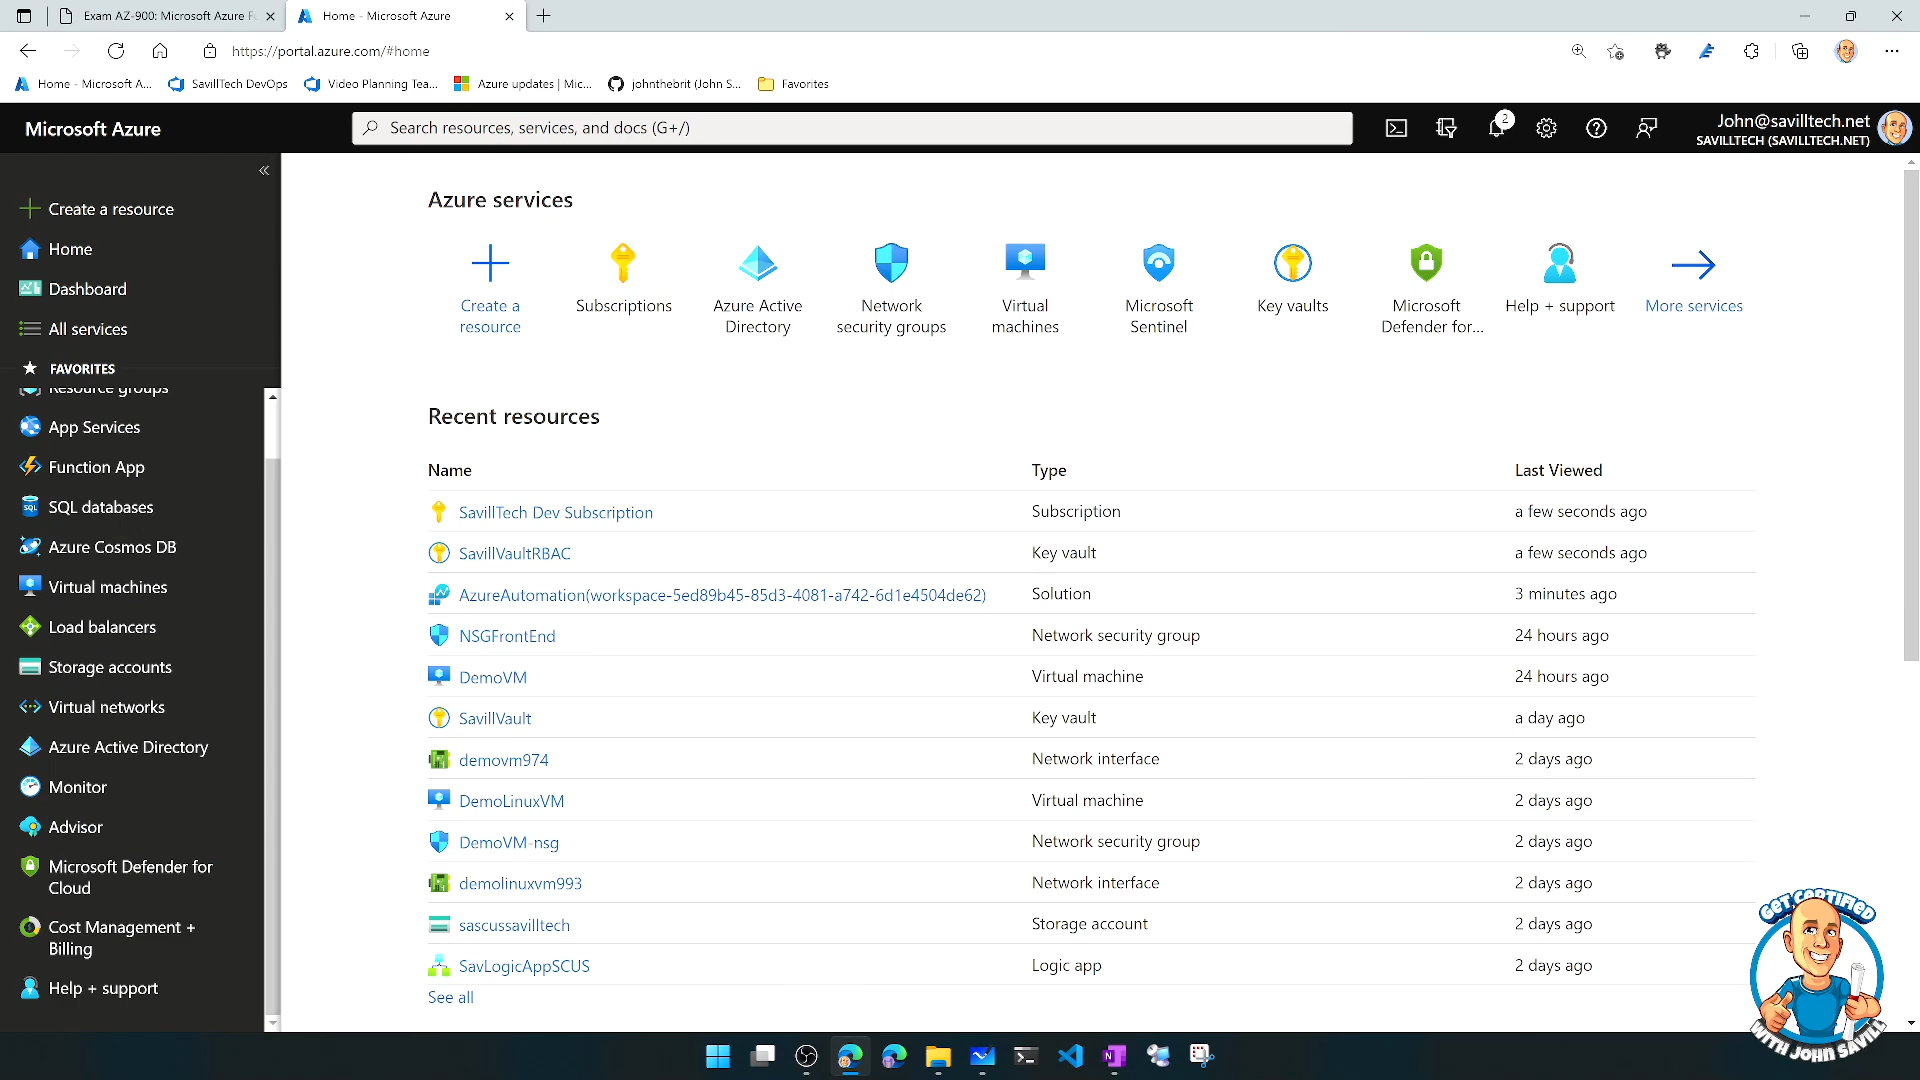 Exam AZ-900: Microsoft Azure Fu
Home - Microsoft Azure
https://portal.azure.com/#home
Home - Microsoft A...
SavillTech DevOps
Video Planning Tea...
Azure updates | Mic...
johnthebrit (John S...
Favorites
Microsoft Azure
Search resources, services, and docs (G+/)
2
John@savilltech.net
SAVILLTECH (SAVILLTECH.NET)
Create a resource
Home
Dashboard
All services
FAVORITES
Resource groups
App Services
Function App
SQL databases
Azure Cosmos DB
Virtual machines
Load balancers
Storage accounts
Virtual networks
Azure Active Directory
Monitor
Advisor
Microsoft Defender for
Cloud
Cost Management +
Billing
Help + support
Azure services
Create a
resource
Subscriptions
Azure Active
Directory
Network
security groups
Virtual
machines
Microsoft
Sentinel
Key vaults
Microsoft
Defender for...
Help + support
More services
Recent resources
Name Type Last Viewed
SavillTech Dev Subscription Subscription a few seconds ago
SavillVaultRBAC Key vault a few seconds ago
AzureAutomation(workspace-5ed89b45-85d3-4081-a742-6d1e4504de62) Solution 3 minutes ago
NSGFrontEnd Network security group 24 hours ago
DemoVM Virtual machine 24 hours ago
SavillVault Key vault a day ago
demovm974 Network interface 2 days ago
DemoLinuxVM Virtual machine 2 days ago
DemoVM-nsg Network security group 2 days ago
demolinuxvm993 Network interface 2 days ago
sascussavilltech Storage account 2 days ago
SavLogicAppSCUS Logic app 2 days ago
See all
GET CERTIFIED
WITH JOHN SAVILL